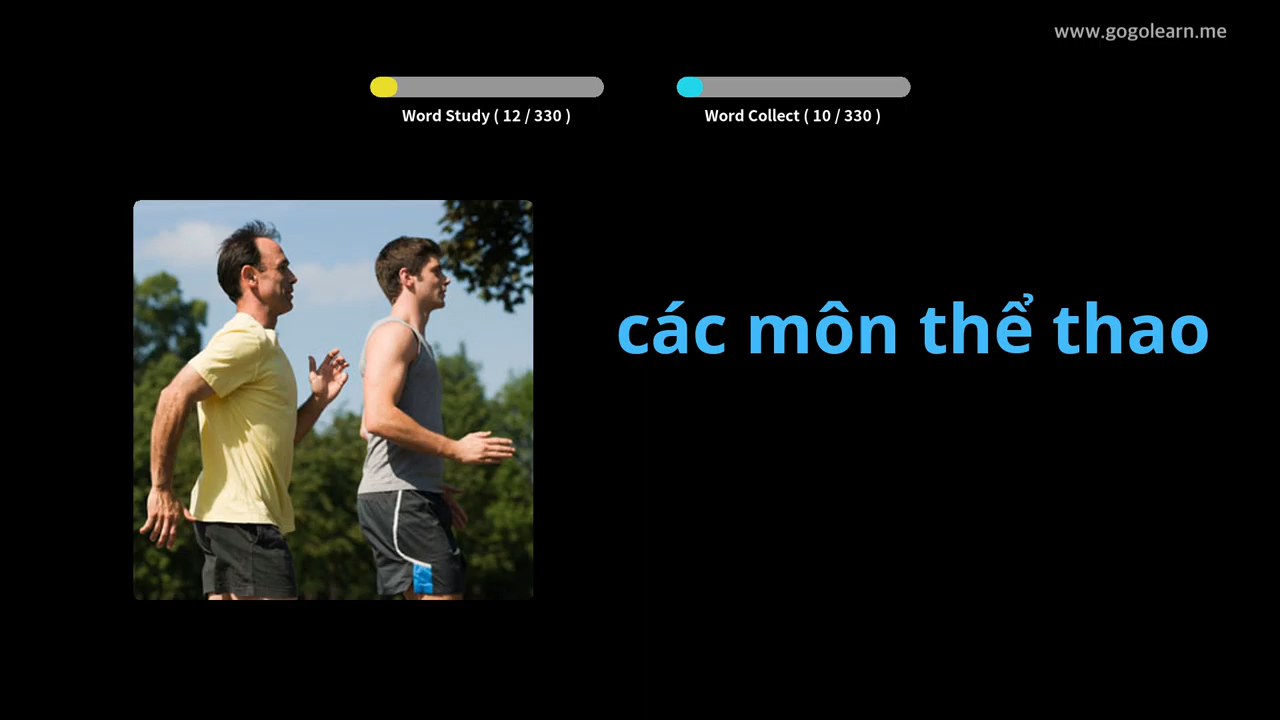 www.gogolearn.me
Word Study ( 12 / 330 )
Word Collect ( 10 / 330 )
các môn thể thao